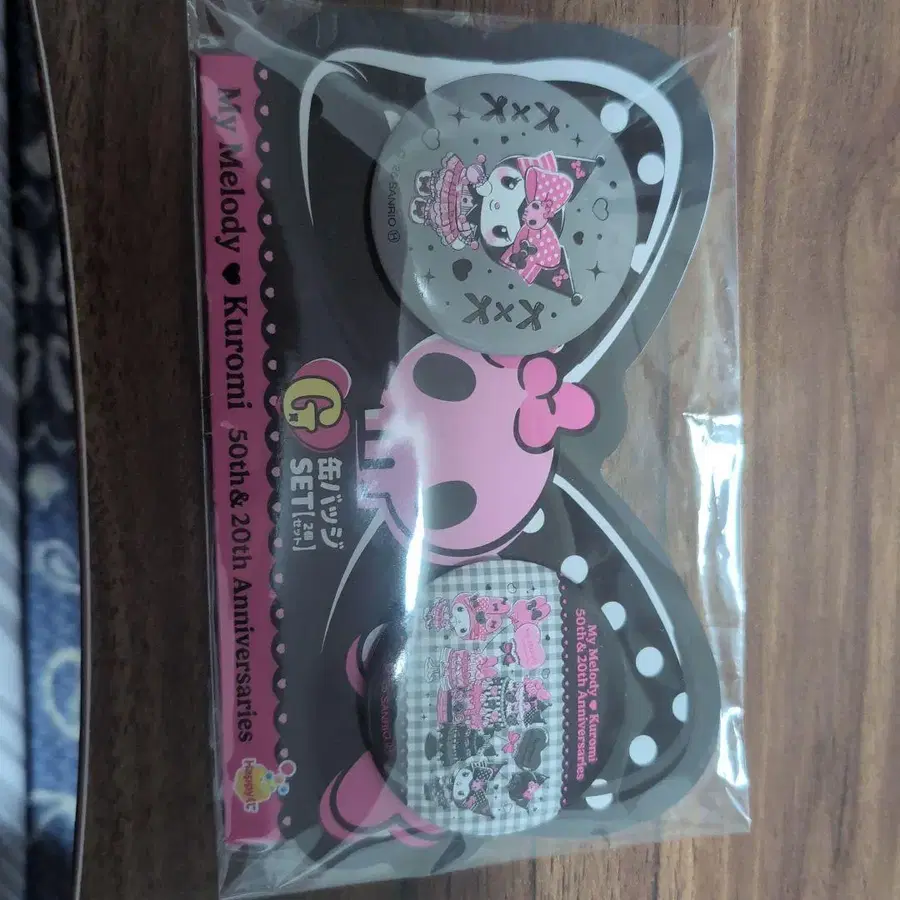 K×K
K×K
©SANRIO Ⓗ
My Melody ♥ Kuromi
50th & 20th Anniversaries
G賞
缶バッジ
SET[2個セット]
My Melody ♥ Kuromi 50th & 20th Anniversaries
Happyくじ